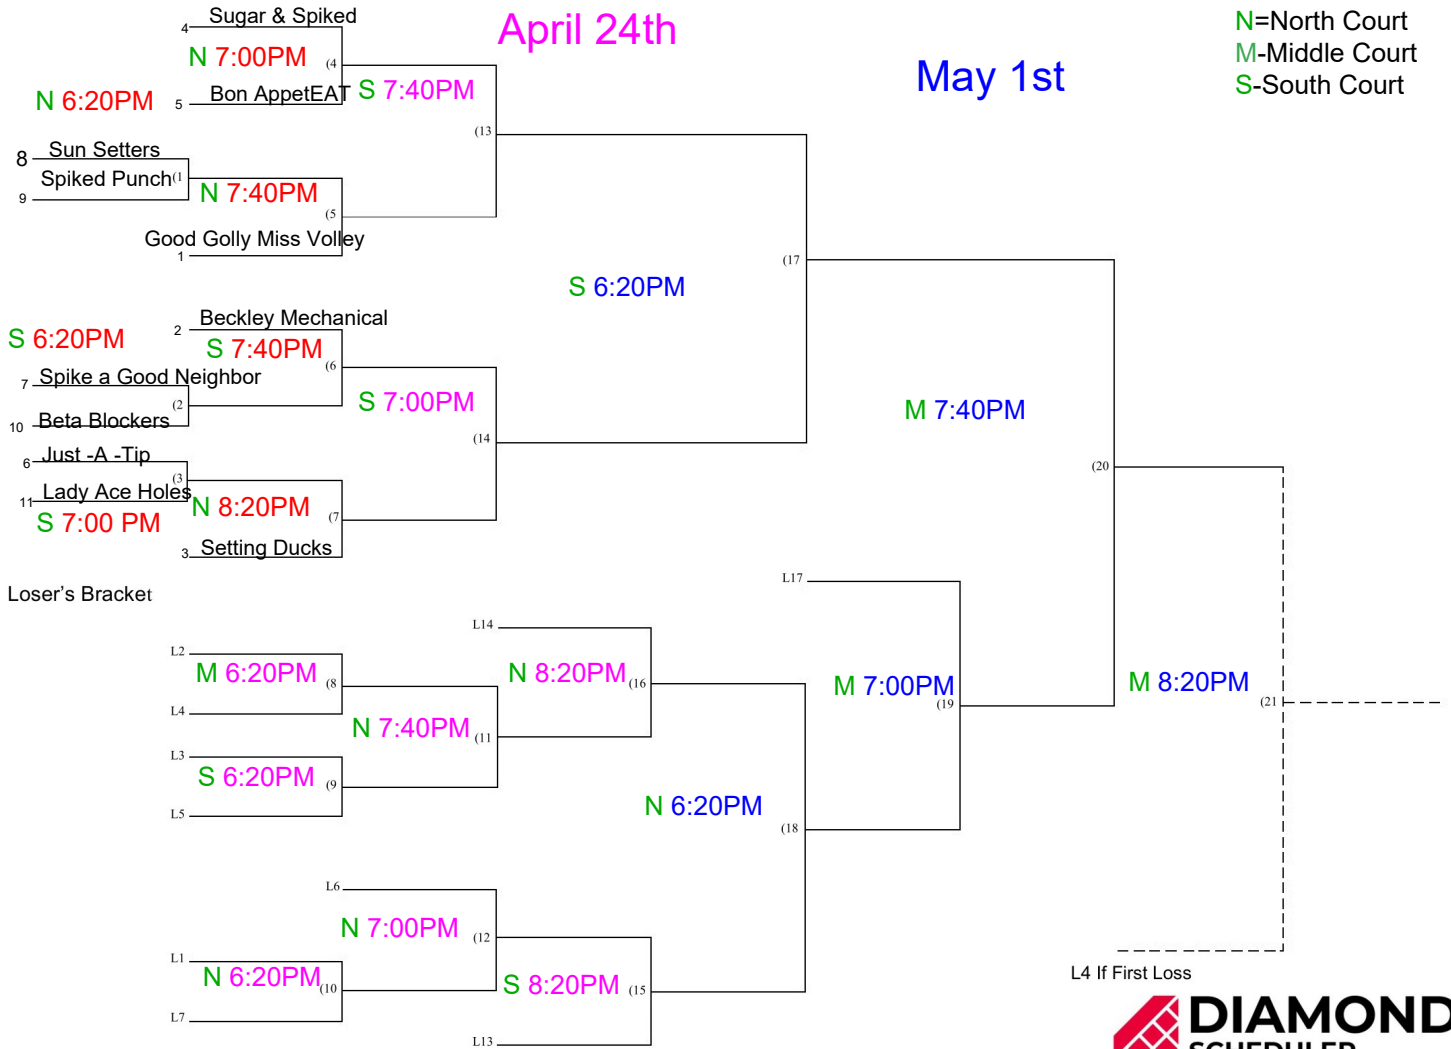 4 Sugar & Spiked
April 24th
N=North Court
M-Middle Court
S-South Court
May 1st
N 7:00PM (4
S 7:40PM
N 6:20PM
5 Bon AppetEAT
(13
8 Sun Setters
Spiked Punch (1
9
N 7:40PM
(5
Good Golly Miss Volley
1
(17
S 6:20PM
2 Beckley Mechanical
S 6:20PM
S 7:40PM
(6
7 Spike a Good Neighbor
(2
S 7:00PM
10 Beta Blockers
M 7:40PM
(14
6 Just -A -Tip
(3
(20
11 Lady Ace Holes
S 7:00 PM
N 8:20PM (7
3 Setting Ducks
L17
Loser's Bracket
L14
L2
M 6:20PM (8
N 8:20PM (16
M 7:00PM
(19
M 8:20PM
(21
L4
N 7:40PM (11
L3
S 6:20PM (9
L5
N 6:20PM
(18
L6
N 7:00PM (12
L1
N 6:20PM (10
S 8:20PM (15
L4 If First Loss
L7
L13
DIAMOND
SCHEDULER